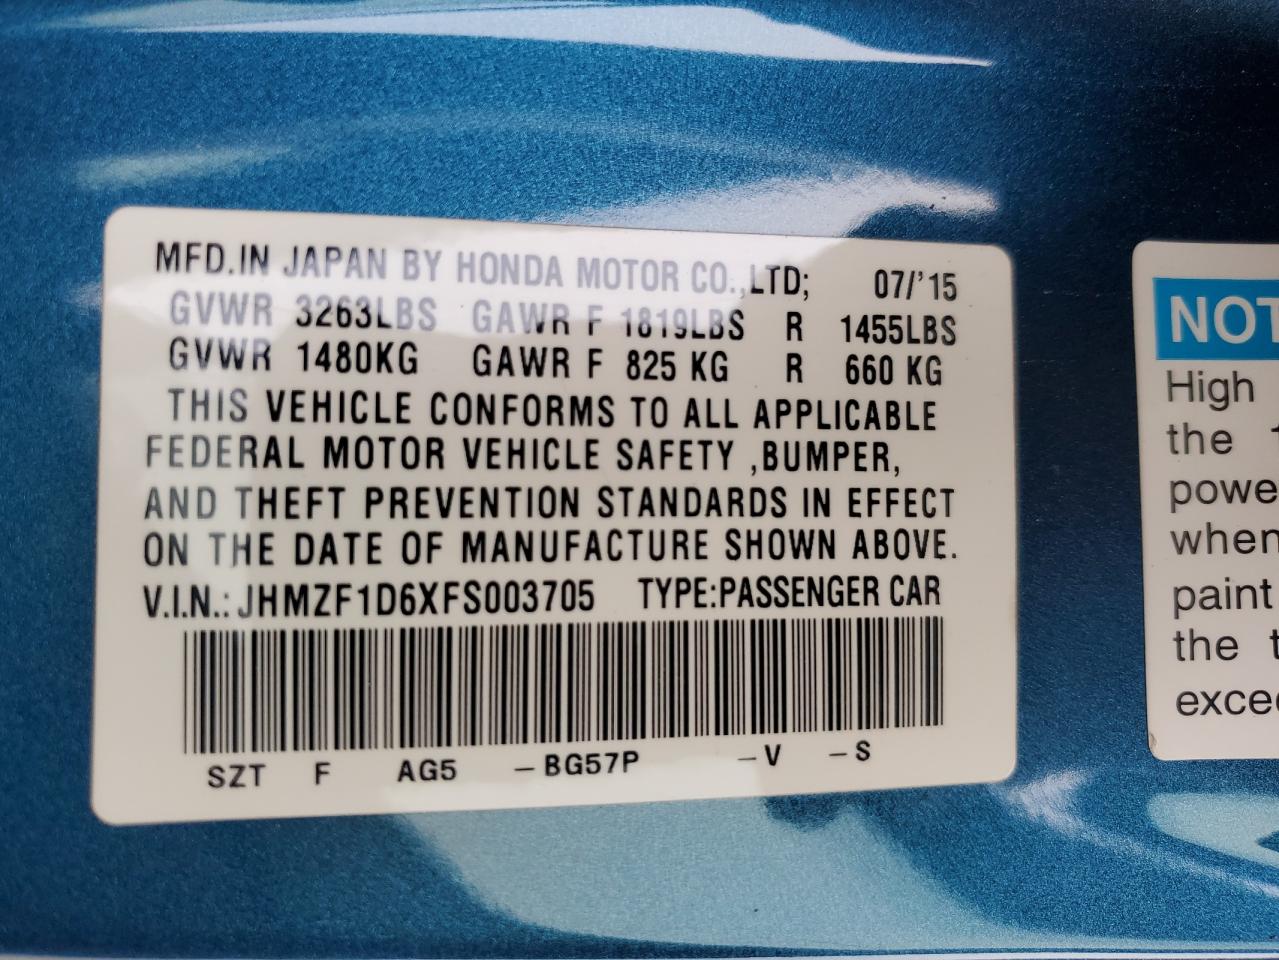 MFD.IN JAPAN BY HONDA MOTOR CO.,LTD; 07/'15
GVWR 3263LBS GAWR F 1819LBS R 1455LBS
GVWR 1480KG GAWR F 825 KG R 660 KG
THIS VEHICLE CONFORMS TO ALL APPLICABLE
FEDERAL MOTOR VEHICLE SAFETY ,BUMPER,
AND THEFT PREVENTION STANDARDS IN EFFECT
ON THE DATE OF MANUFACTURE SHOWN ABOVE.
V.I.N.: JHMZF1D6XFS003705 TYPE:PASSENGER CAR
SZT F AG5 –BG57P –V –S
NOT
High
the
powe
when
paint
the t
excee